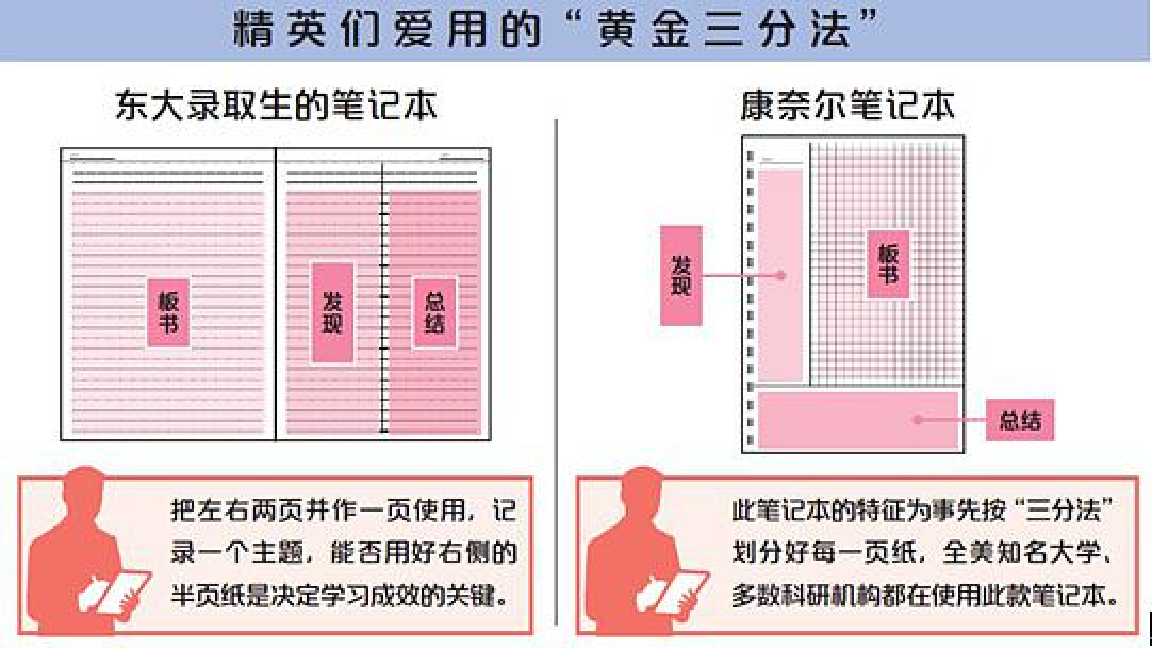 精英们爱用的“黄金三分法”
东大录取生的笔记本
板书
发现
总结
把左右两页并作一页使用，记
录一个主题，能否用好右侧的
半页纸是决定学习成效的关键。
康奈尔笔记本
发现
板书
总结
此笔记本的特征为事先按“三分法”
划分好每一页纸，全美知名大学、
多数科研机构都在使用此款笔记本。